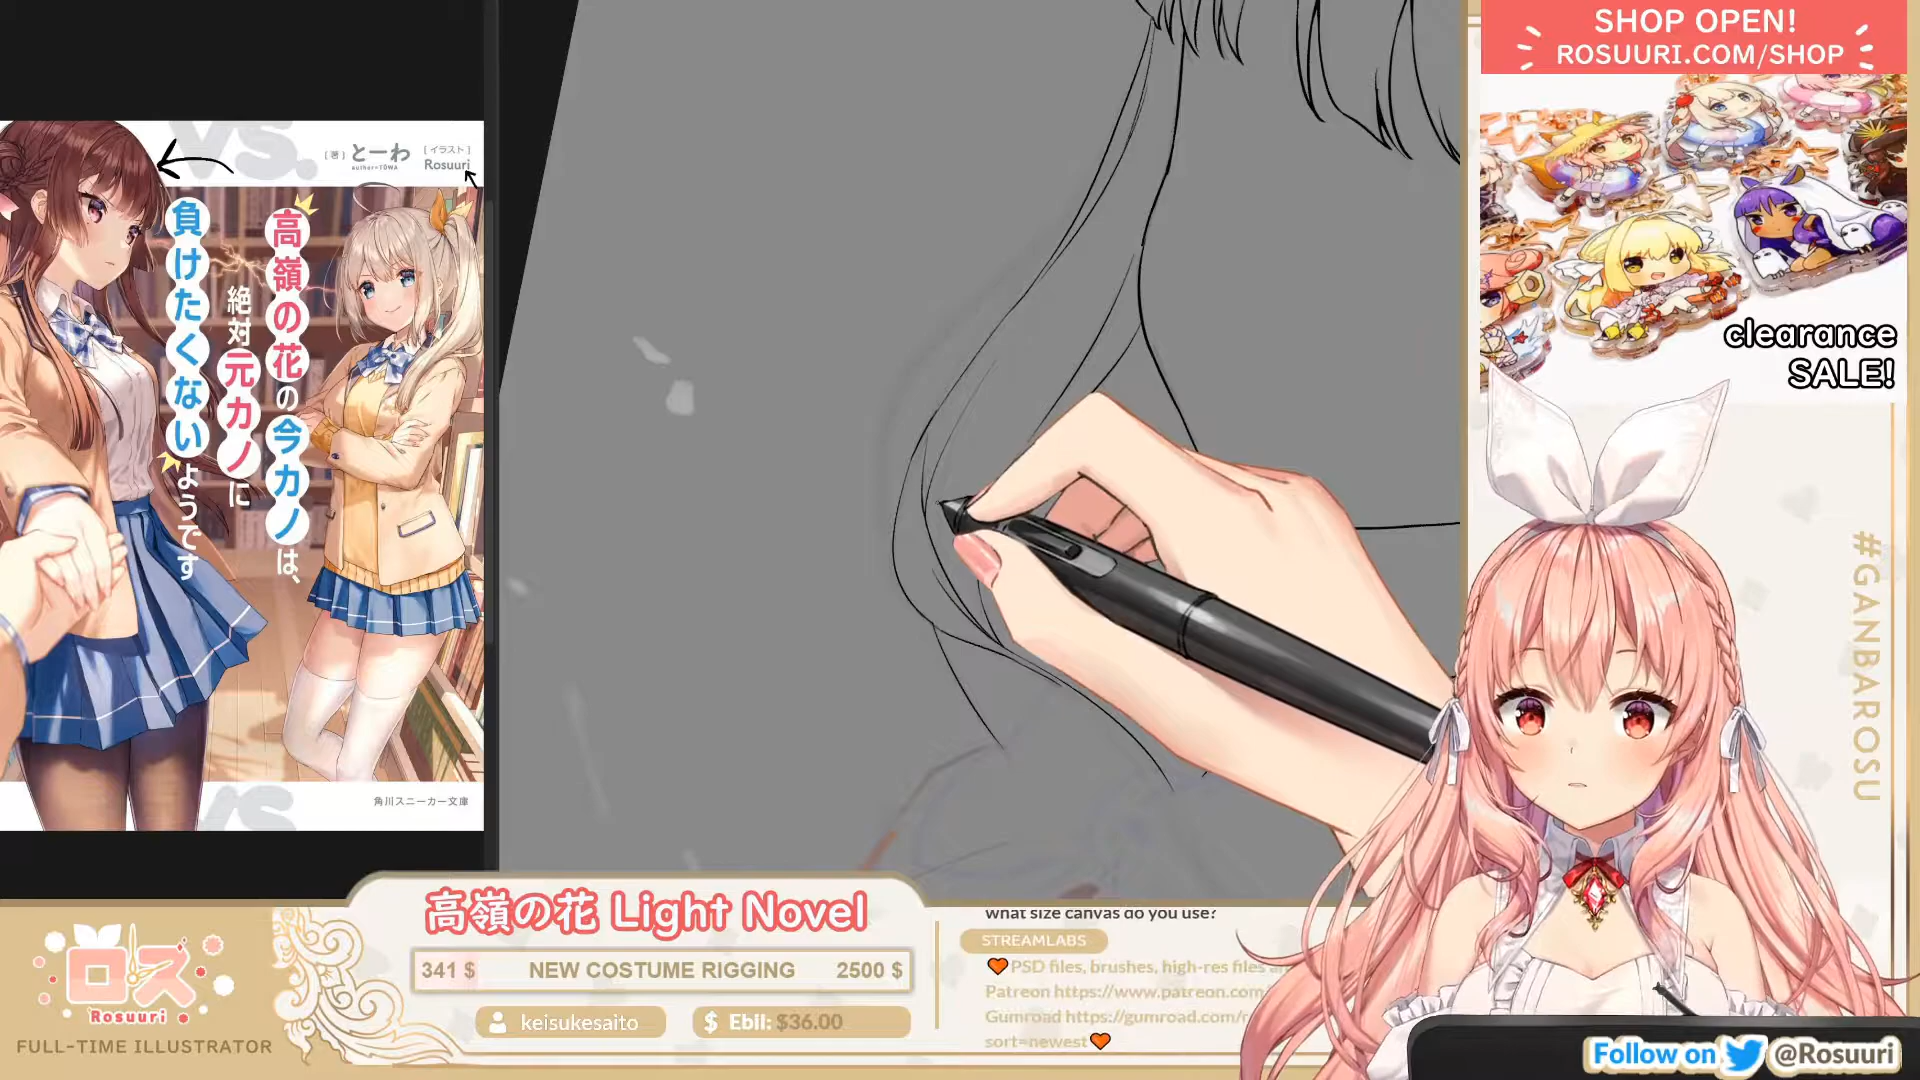 VS.
[著] とーわ
author=TOWA
[イラスト]
Rosuuri
高嶺の花の今カノは、
絶対元カノに
負けたくないようです
VS
角川スニーカー文庫
SHOP OPEN!
ROSUURI.COM/SHOP
clearance
SALE!
#GANBAROSU
高嶺の花 Light Novel
341 $ NEW COSTUME RIGGING 2500 $
keisukesaito
$ Ebil: $36.00
what size canvas do you use?
STREAMLABS
PSD files, brushes, high-res files
Patreon https://www.patreon.com/
Gumroad https://gumroad.com/r
sort=newest
ロス
Rosuuri
FULL-TIME ILLUSTRATOR
Follow on @Rosuuri